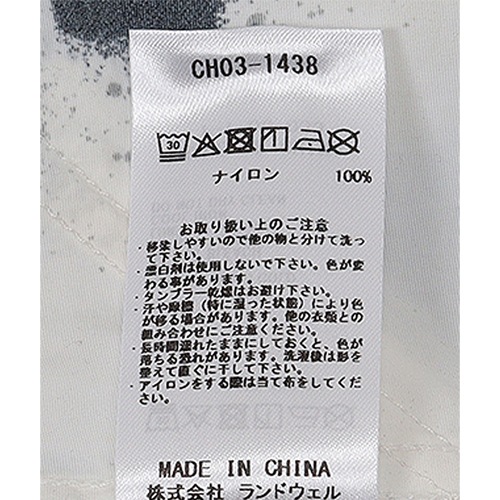 CH03-1438
30
ナイロン 100%
お取り扱い上のご注意
・移染しやすいので他の物と分けて洗っ
て下さい。
・漂白剤は使用しないで下さい。色が変
わる事があります。
・タンブラー乾燥はお避け下さい。
・汗や摩擦（特に湿った状態）により色
が移る場合があります。他の衣類との
組み合わせにご注意ください。
・長時間濡れたままにしておくと、色が
落ちる恐れがあります。洗濯後は形を
整えて直ぐに干して下さい。
・アイロンをする際は当て布をしてくだ
さい。
MADE IN CHINA
株式会社 ランドウェル